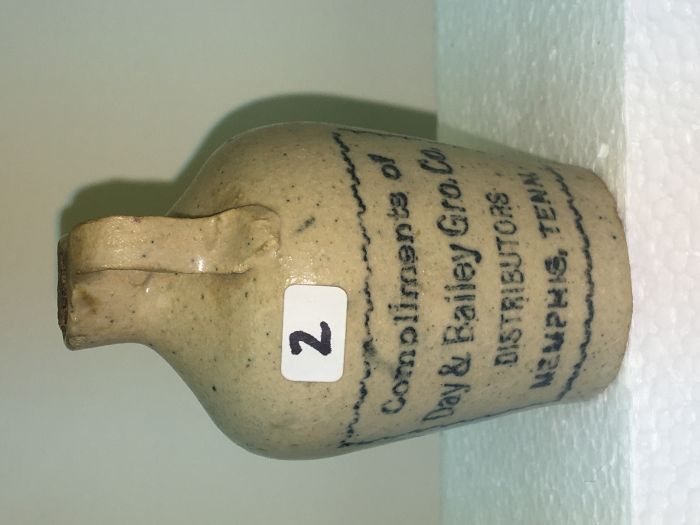 2
Compliments of
Day & Bailey Gro. Co.
DISTRIBUTORS
MEMPHIS, TENN.